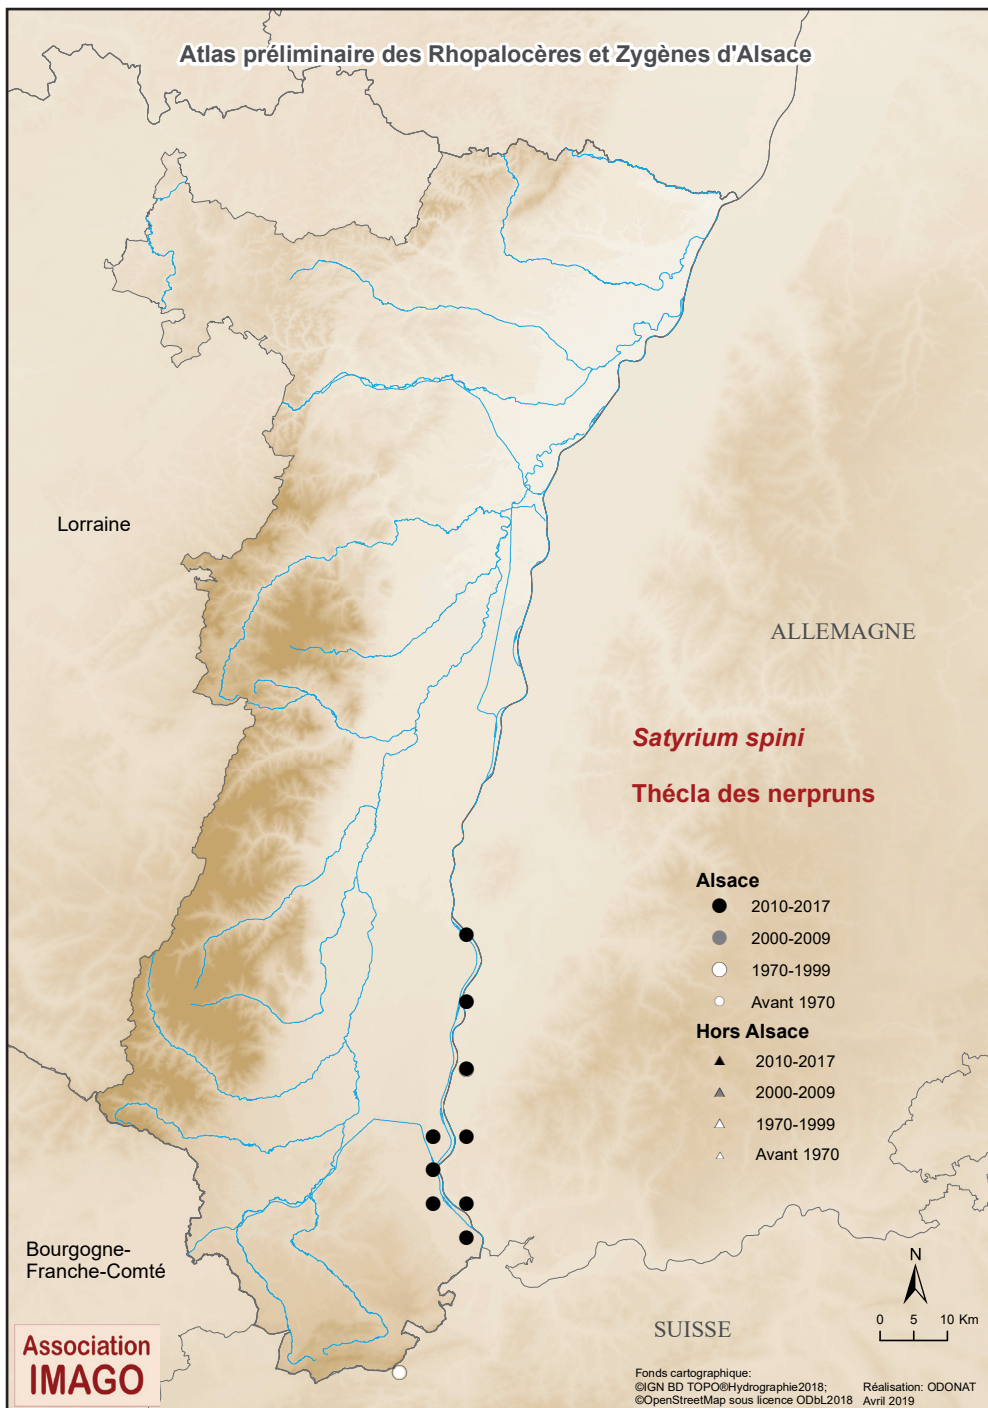 Atlas préliminaire des Rhopalocères et Zygènes d'Alsace
Lorraine
ALLEMAGNE
Satyrium spini
Thécla des nerpruns
Alsace
2010-2017
2000-2009
1970-1999
Avant 1970
Hors Alsace
2010-2017
2000-2009
1970-1999
Avant 1970
Bourgogne-
Franche-Comté
N
0 5 10 Km
SUISSE
Association
IMAGO
Fonds cartographique:
©IGN BD TOPO®Hydrographie2018;
©OpenStreetMap sous licence ODbL2018
Réalisation: ODONAT
Avril 2019